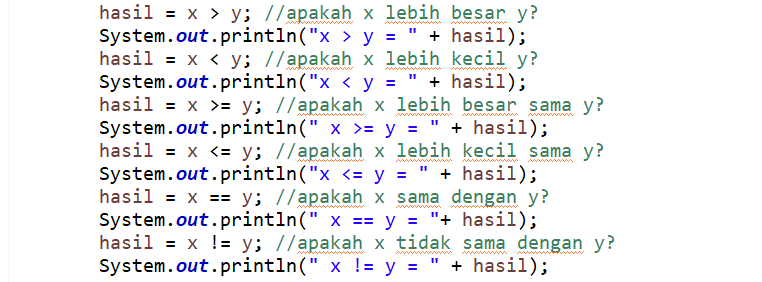 hasil = x > y; //apakah x lebih besar y?
System.out.println("x > y = " + hasil);
hasil = x < y; //apakah x lebih kecil y?
System.out.println("x < y = " + hasil);
hasil = x >= y; //apakah x lebih besar sama y?
System.out.println(" x >= y = " + hasil);
hasil = x <= y; //apakah x lebih kecil sama y?
System.out.println("x <= y = " + hasil);
hasil = x == y; //apakah x sama dengan y?
System.out.println(" x == y = "+ hasil);
hasil = x != y; //apakah x tidak sama dengan y?
System.out.println(" x != y = " + hasil);